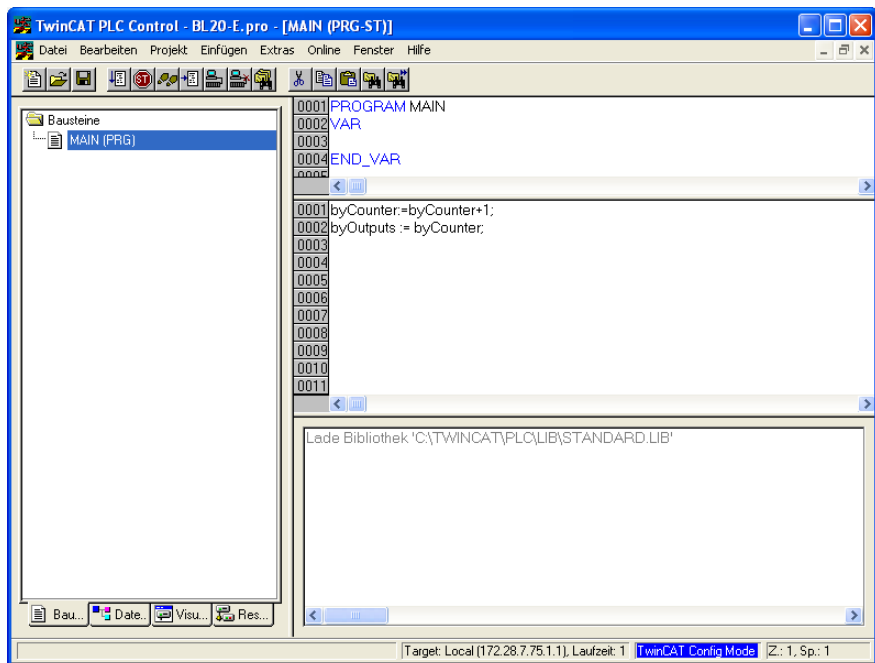 TwinCAT PLC Control - BL20-E.pro - [MAIN (PRG-ST)]
Datei Bearbeiten Projekt Einfügen Extras Online Fenster Hilfe
Bausteine
MAIN (PRG)
0001 PROGRAM MAIN
0002 VAR
0003
0004 END_VAR
0005
0001 byCounter:=byCounter+1;
0002 byOutputs := byCounter;
0003
0004
0005
0006
0007
0008
0009
0010
0011
Lade Bibliothek 'C:\TWINCAT\PLC\LIB\STANDARD.LIB'
Bau... Date.. Visu... Res...
Target: Local (172.28.7.75.1.1), Laufzeit: 1 TwinCAT Config Mode Z.: 1, Sp.: 1